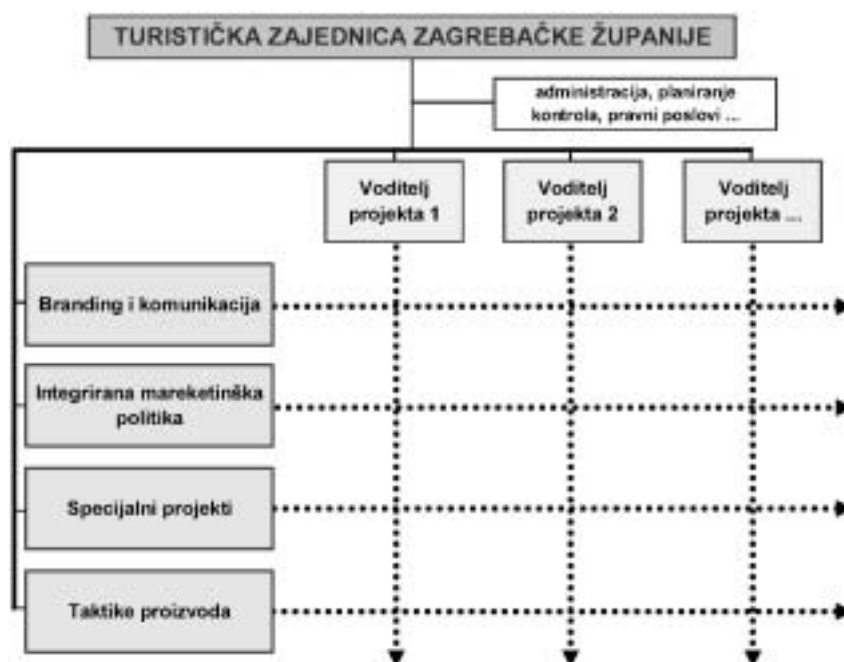 TURISTIČKA ZAJEDNICA ZAGREBAČKE ŽUPANIJE
administracija, planiranje
kontrola, pravni poslovi ...
Voditelj
projekta 1
Voditelj
projekta 2
Voditelj
projekta ...
Branding i komunikacija
Integrirana mareketinška
politika
Specijalni projekti
Taktike proizvoda